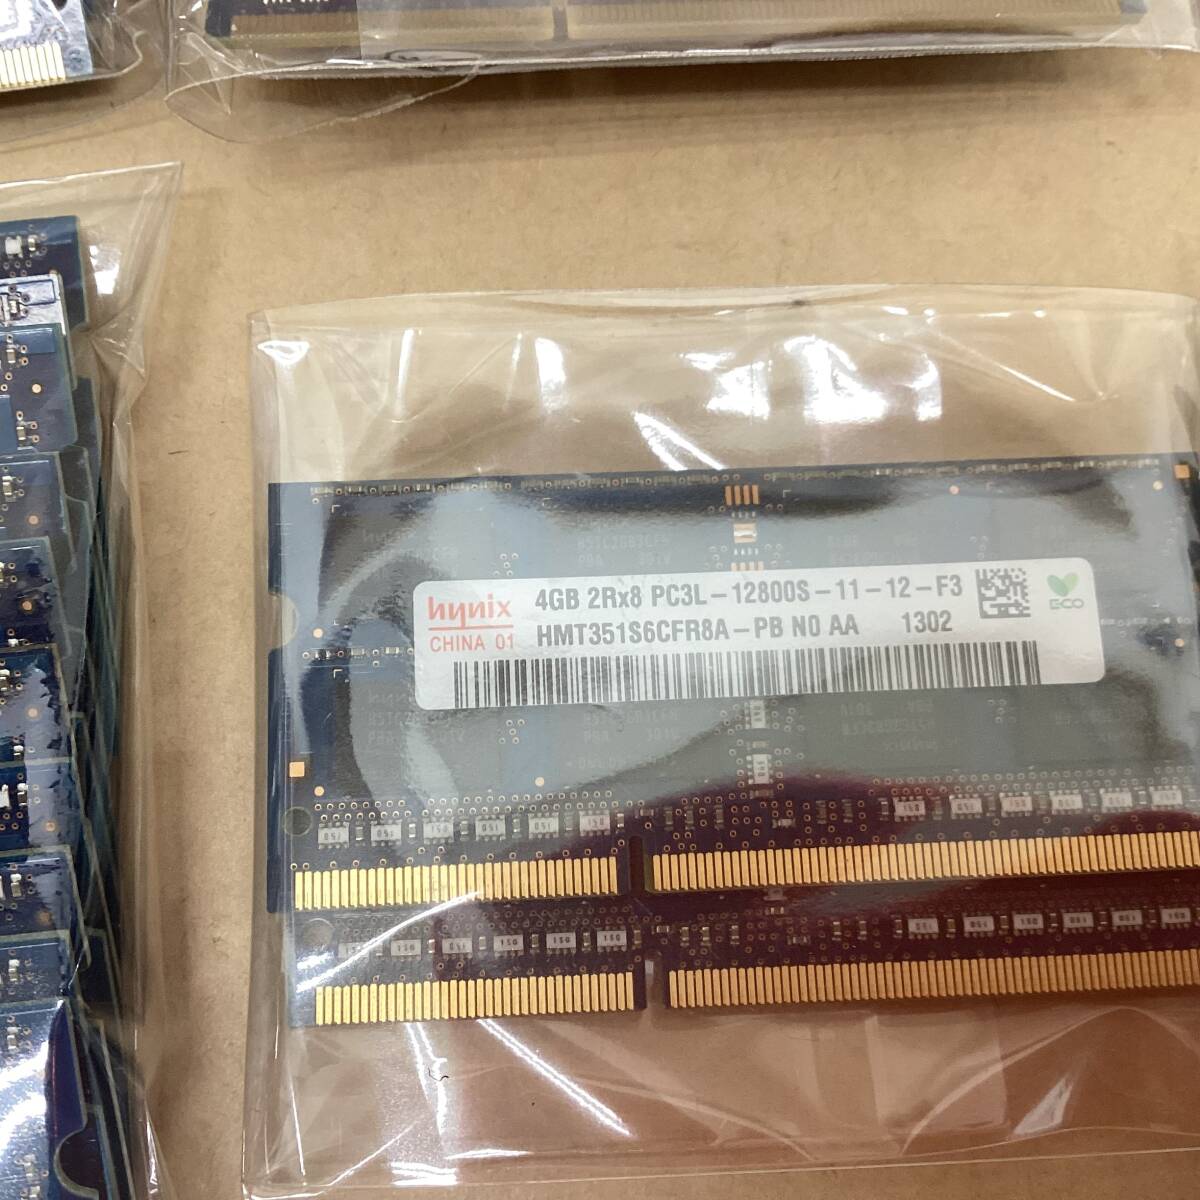 hynix
CHINA 01
4GB 2Rx8 PC3L-12800S-11-12-F3
HMT351S6CFR8A-PB N0 AA 1302
ECO